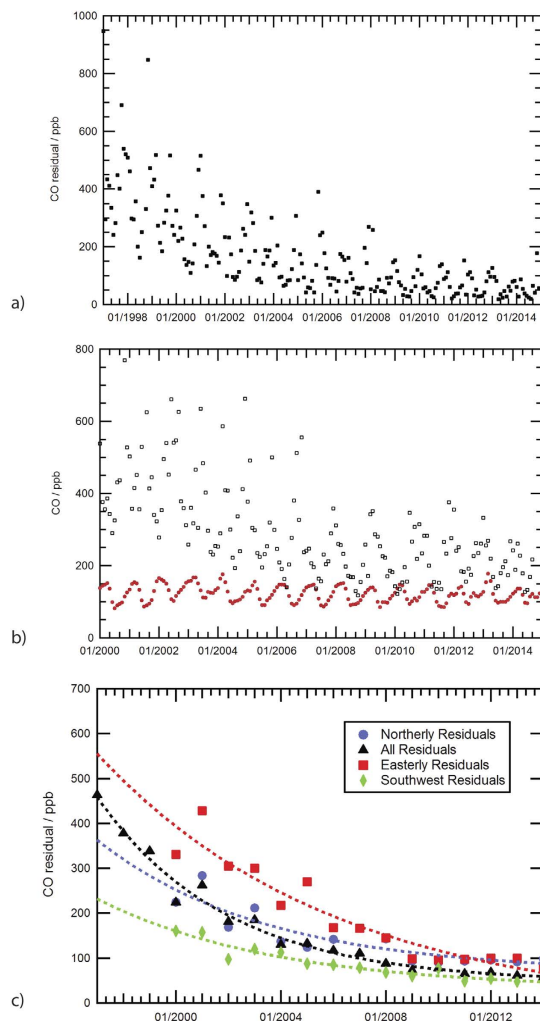 1000
800
600
400
200
0
CO residual / ppb
01/1998 01/2000 01/2002 01/2004 01/2006 01/2008 01/2010 01/2012 01/2014
a)
800
600
400
200
0
CO / ppb
01/2000 01/2002 01/2004 01/2006 01/2008 01/2010 01/2012 01/2014
b)
700
600
500
400
300
200
100
0
CO residual / ppb
Northerly Residuals
All Residuals
Easterly Residuals
Southwest Residuals
01/2000 01/2004 01/2008 01/2012
c)